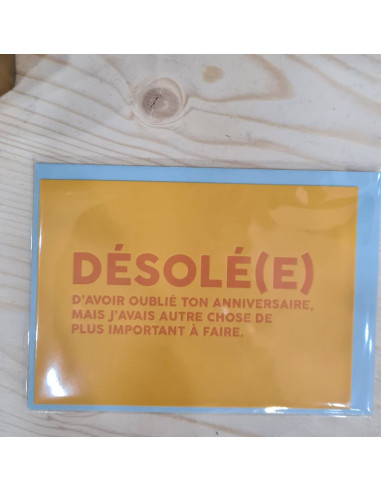 DÉSOLÉ(E)
D'AVOIR OUBLIÉ TON ANNIVERSAIRE,
MAIS J'AVAIS AUTRE CHOSE DE
PLUS IMPORTANT À FAIRE.